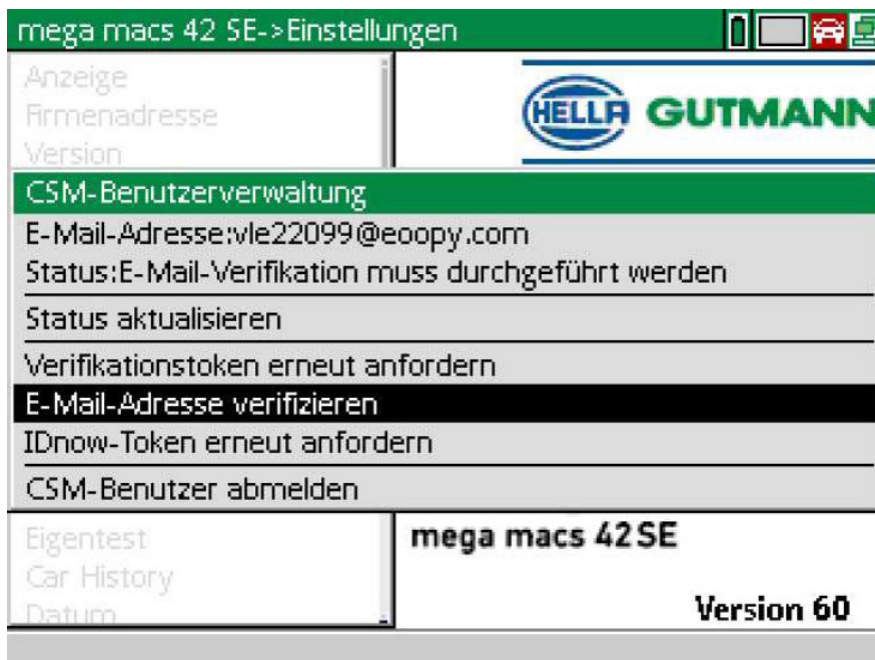 mega macs 42 SE->Einstellungen
Anzeige
Firmenadresse
Version
HELLA GUTMANN
CSM-Benutzerverwaltung
E-Mail-Adresse:vle22099@eoopy.com
Status:E-Mail-Verifikation muss durchgeführt werden
Status aktualisieren
Verifikationstoken erneut anfordern
E-Mail-Adresse verifizieren
IDnow-Token erneut anfordern
CSM-Benutzer abmelden
Eigentest
Car History
Datum
mega macs 42 SE
Version 60